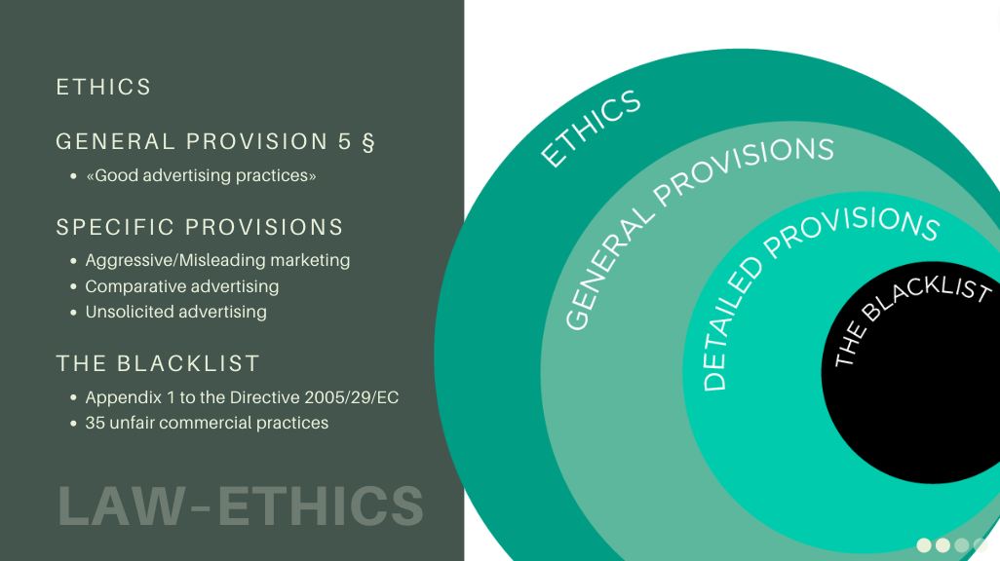 ETHICS
GENERAL PROVISION 5 §
• «Good advertising practices»
SPECIFIC PROVISIONS
• Aggressive/Misleading marketing
• Comparative advertising
• Unsolicited advertising
THE BLACKLIST
• Appendix 1 to the Directive 2005/29/EC
• 35 unfair commercial practices
LAW–ETHICS
ETHICS
GENERAL PROVISIONS
DETAILED PROVISIONS
THE BLACKLIST